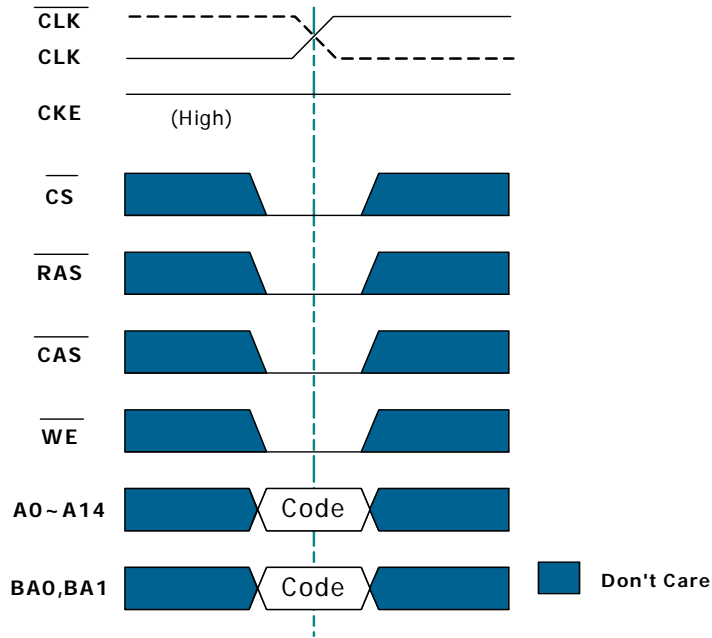 CLK
CLK
CKE
(High)
CS
RAS
CAS
WE
A0~A14
Code
BA0,BA1
Code
Don't Care